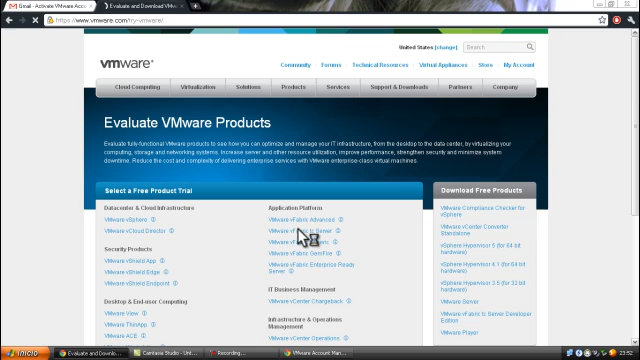 Gmail - Activate VMware Acco
Evaluate and Download VMw
https://www.vmware.com/try-vmware/
United States [change]
Search
vmware
Community
Forums
Technical Resources
Virtual Appliances
Store
My Account
Cloud Computing
Virtualization
Solutions
Products
Services
Support & Downloads
Partners
Company
Evaluate VMware Products
Evaluate fully-functional VMware products to see how you can optimize and manage your IT infrastructure, from the desktop to the data center, by virtualizing your
computing, storage and networking systems. Increase server and other resource utilization, improve performance, strengthen security and minimize system
downtime. Reduce the cost and complexity of delivering enterprise services with VMware enterprise-class virtual machines.
Select a Free Product Trial
Datacenter & Cloud Infrastructure
VMware vSphere
VMware vCloud Director
Security Products
VMware vShield App
VMware vShield Edge
VMware vShield Endpoint
Desktop & End-user Computing
VMware View
VMware ThinApp
VMware ACE
Application Platform
VMware vFabric Advanced
VMware vFabric tc Server
VMware vFabric GemFire
VMware vFabric Enterprise Ready
Server
IT Business Management
VMware vCenter Chargeback
Infrastructure & Operations
Management
VMware vCenter Operations
Download Free Products
VMware Compliance Checker for
vSphere
VMware vCenter Converter
Standalone
vSphere Hypervisor 5 (for 64 bit
hardware)
vSphere Hypervisor 4.1 (for 64 bit
hardware)
vSphere Hypervisor 3.5 (for 32 bit
hardware)
VMware Server
VMware vFabric tc Server Developer
Edition
VMware Player
inicio
Evaluate and Downlo...
Camtasia Studio - Unt...
Recording...
VMware Account Man...
23:52